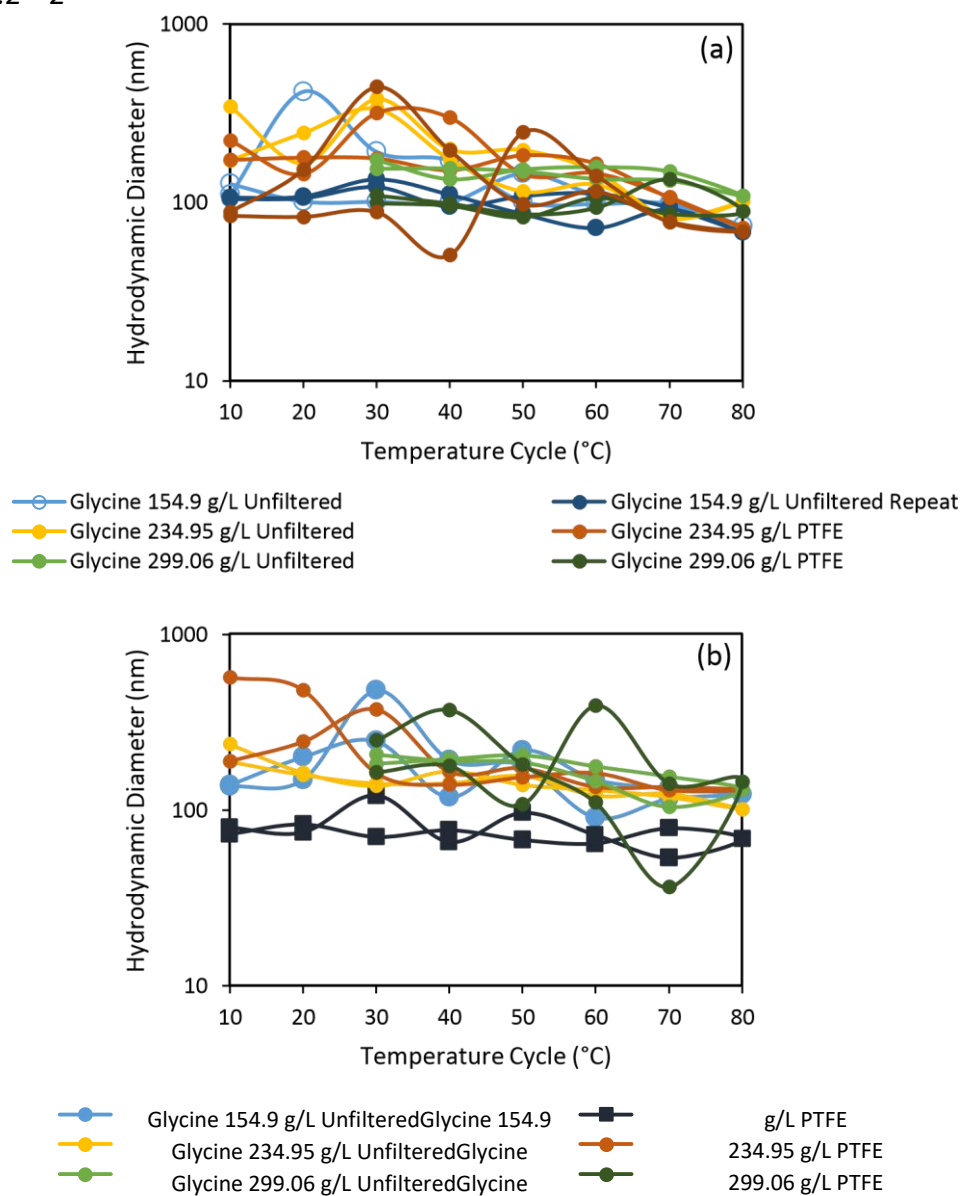 (a)
1000
100
10
Hydrodynamic Diameter (nm)
10 20 30 40 50 60 70 80
Temperature Cycle (°C)
Glycine 154.9 g/L Unfiltered Glycine 154.9 g/L Unfiltered Repeat
Glycine 234.95 g/L Unfiltered Glycine 234.95 g/L PTFE
Glycine 299.06 g/L Unfiltered Glycine 299.06 g/L PTFE
(b)
1000
100
10
Hydrodynamic Diameter (nm)
10 20 30 40 50 60 70 80
Temperature Cycle (°C)
Glycine 154.9 g/L UnfilteredGlycine 154.9 g/L PTFE
Glycine 234.95 g/L UnfilteredGlycine 234.95 g/L PTFE
Glycine 299.06 g/L UnfilteredGlycine 299.06 g/L PTFE